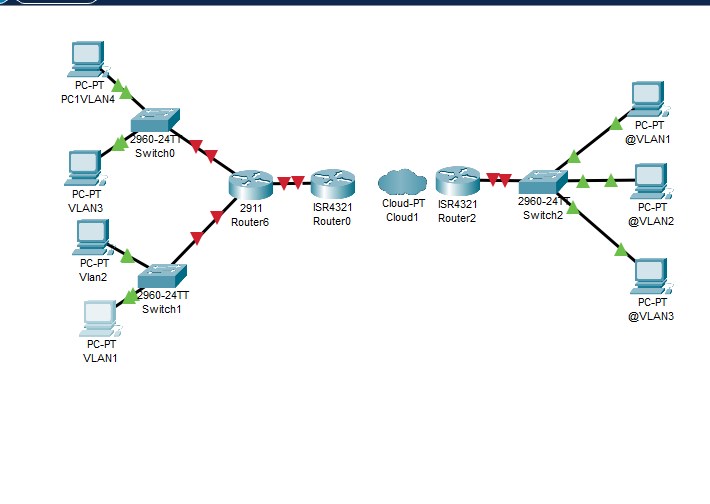 PC-PT
PC1VLAN4
2960-24TT
Switch0
PC-PT
VLAN3
PC-PT
Vlan2
2960-24TT
Switch1
PC-PT
VLAN1
2911
Router6
ISR4321
Router0
Cloud-PT
Cloud1
ISR4321
Router2
2960-24TT
Switch2
PC-PT
@VLAN1
PC-PT
@VLAN2
PC-PT
@VLAN3